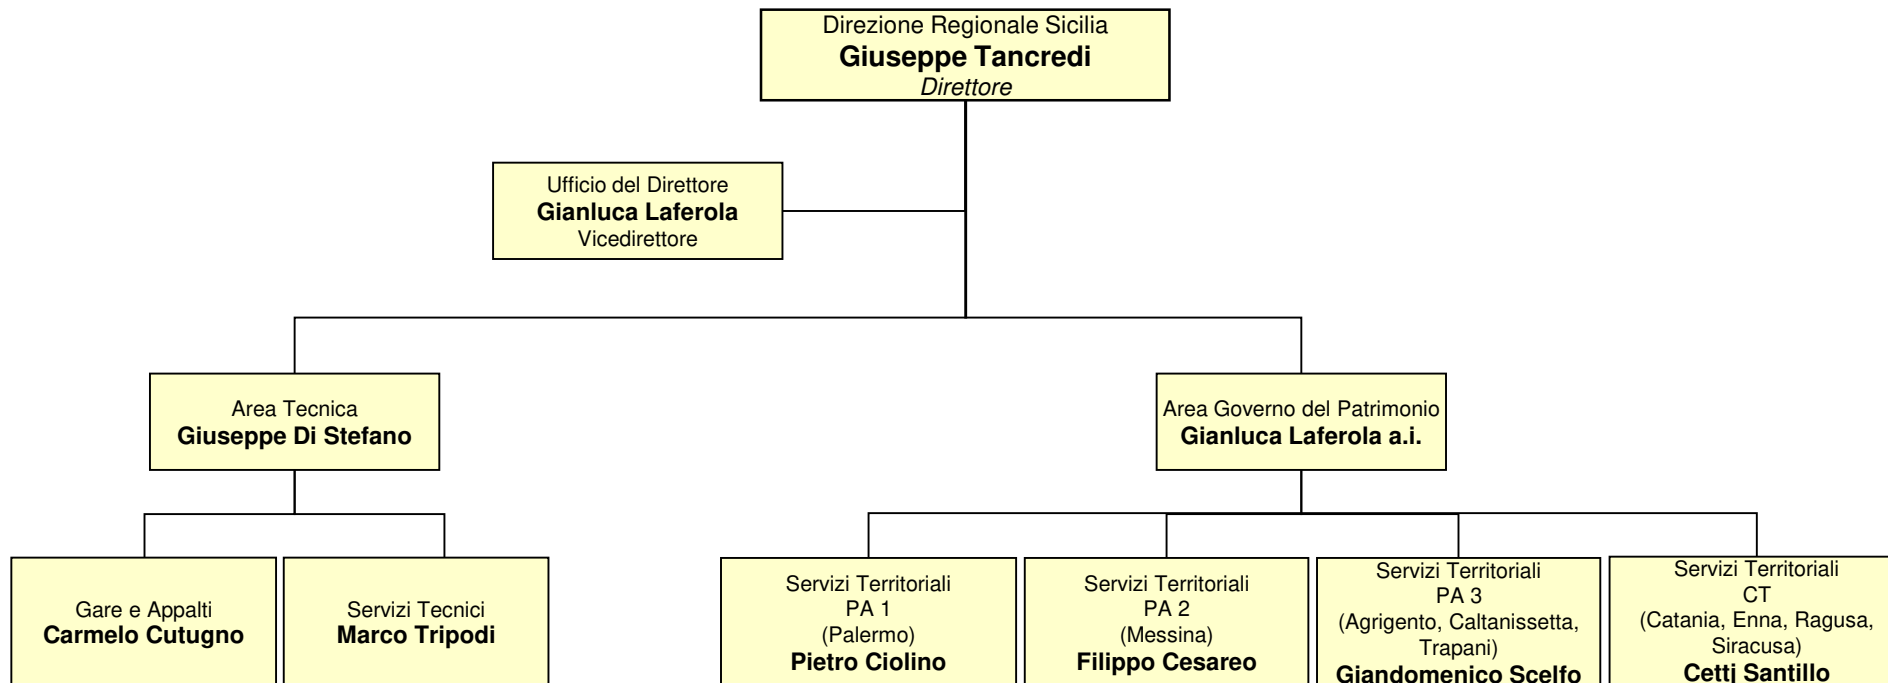 Direzione Regionale Sicilia
Giuseppe Tancredi
Direttore
Ufficio del Direttore
Gianluca Laferola
Vicedirettore
Area Tecnica
Giuseppe Di Stefano
Area Governo del Patrimonio
Gianluca Laferola a.i.
Gare e Appalti
Carmelo Cutugno
Servizi Tecnici
Marco Tripodi
Servizi Territoriali
PA 1
(Palermo)
Pietro Ciolino
Servizi Territoriali
PA 2
(Messina)
Filippo Cesareo
Servizi Territoriali
PA 3
(Agrigento, Caltanissetta,
Trapani)
Giandomenico Scelfo
Servizi Territoriali
CT
(Catania, Enna, Ragusa,
Siracusa)
Cettj Santillo